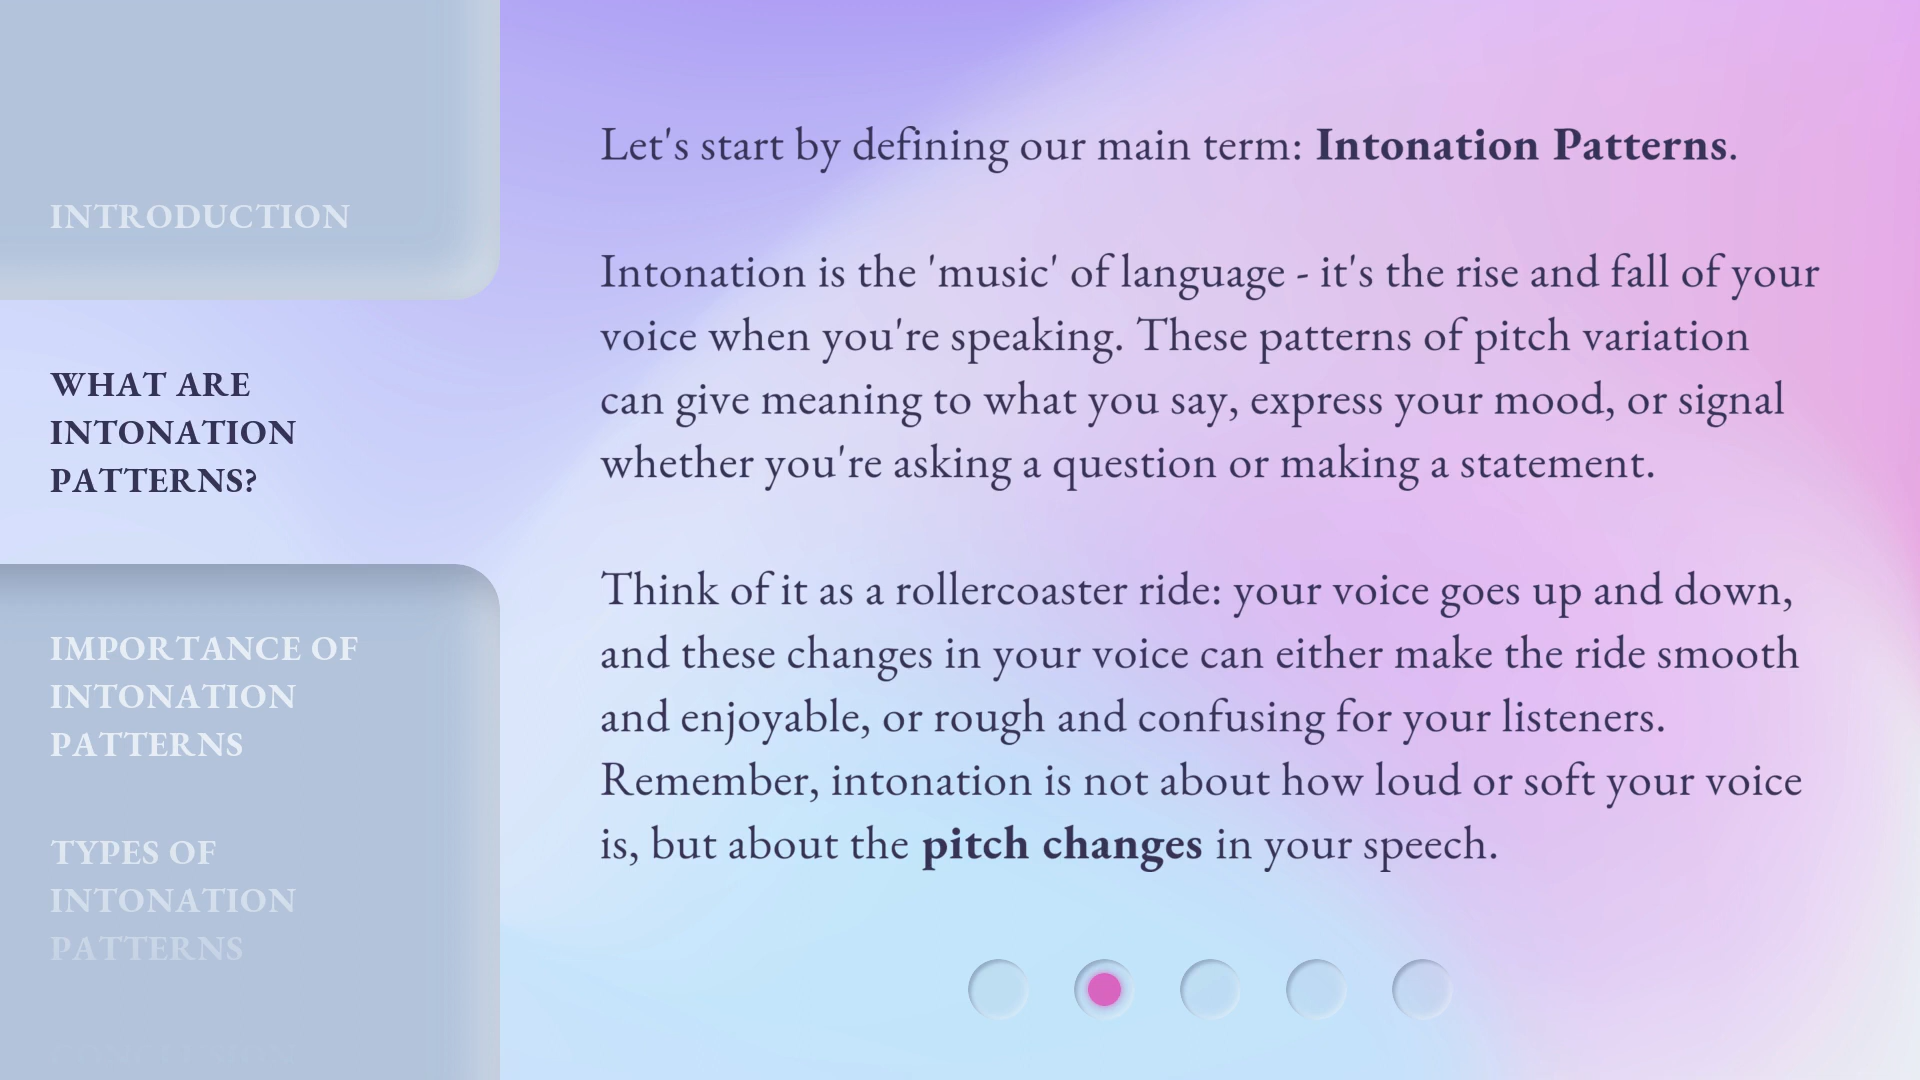 INTRODUCTION
WHAT ARE
INTONATION
PATTERNS?
IMPORTANCE OF
INTONATION
PATTERNS
TYPES OF
INTONATION
PATTERNS
CONCLUSION
Let's start by defining our main term: Intonation Patterns.
Intonation is the 'music' of language - it's the rise and fall of your
voice when you're speaking. These patterns of pitch variation
can give meaning to what you say, express your mood, or signal
whether you're asking a question or making a statement.
Think of it as a rollercoaster ride: your voice goes up and down,
and these changes in your voice can either make the ride smooth
and enjoyable, or rough and confusing for your listeners.
Remember, intonation is not about how loud or soft your voice
is, but about the pitch changes in your speech.